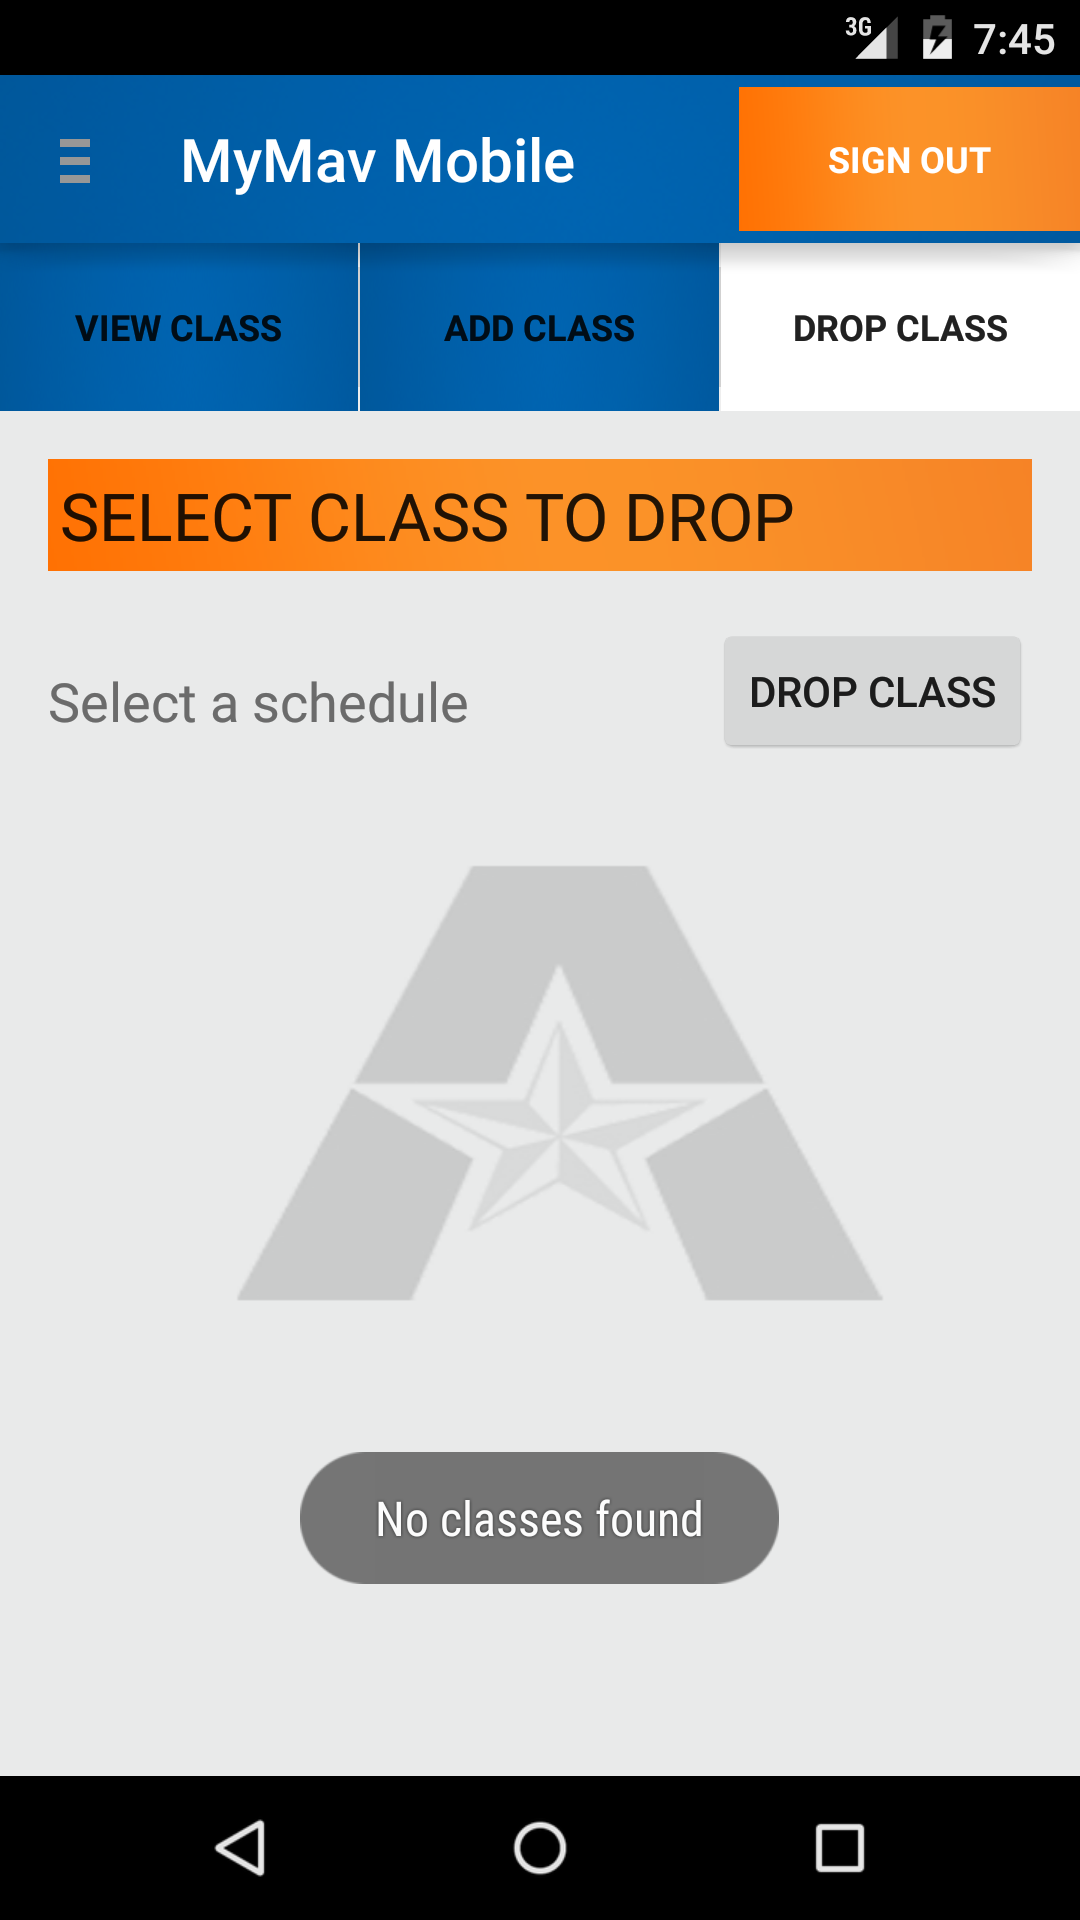 3G 7:45
MyMav Mobile
SIGN OUT
VIEW CLASS
ADD CLASS
DROP CLASS
SELECT CLASS TO DROP
Select a schedule
DROP CLASS
No classes found